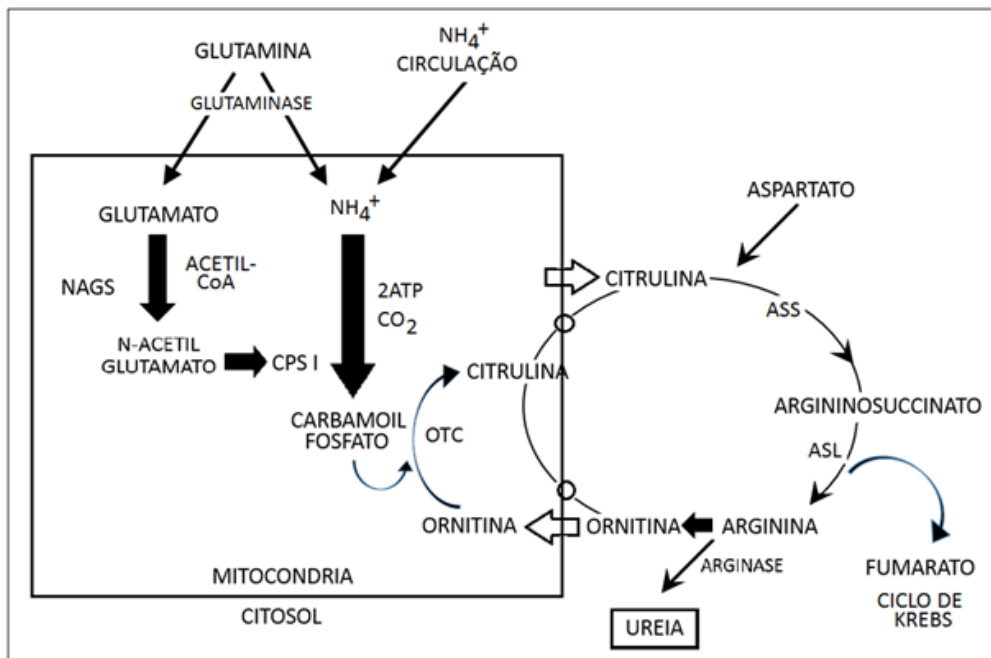 GLUTAMINA
NH4+
CIRCULAÇÃO
GLUTAMINASE
GLUTAMATO
NH4+
ASPARTATO
NAGS
ACETIL-
CoA
2ATP
CO2
CITRULINA
ASS
N-ACETIL
GLUTAMATO
CPS I
CITRULINA
CARBAMOIL
FOSFATO
OTC
ARGININOSUCCINATO
ASL
ORNITINA
ORNITINA
ARGININA
ARGINASE
FUMARATO
CICLO DE
KREBS
MITOCONDRIA
CITOSOL
UREIA